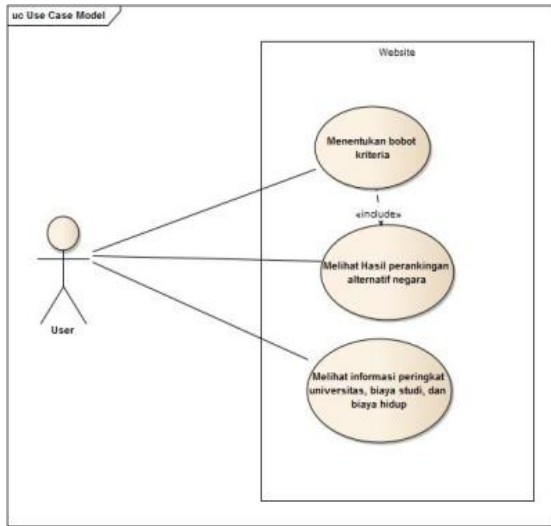 uc Use Case Model
Website
Menentukan bobot
kriteria
«include»
Melihat Hasil perankingan
alternatif negara
User
Melihat informasi peringkat
universitas, biaya studi, dan
biaya hidup